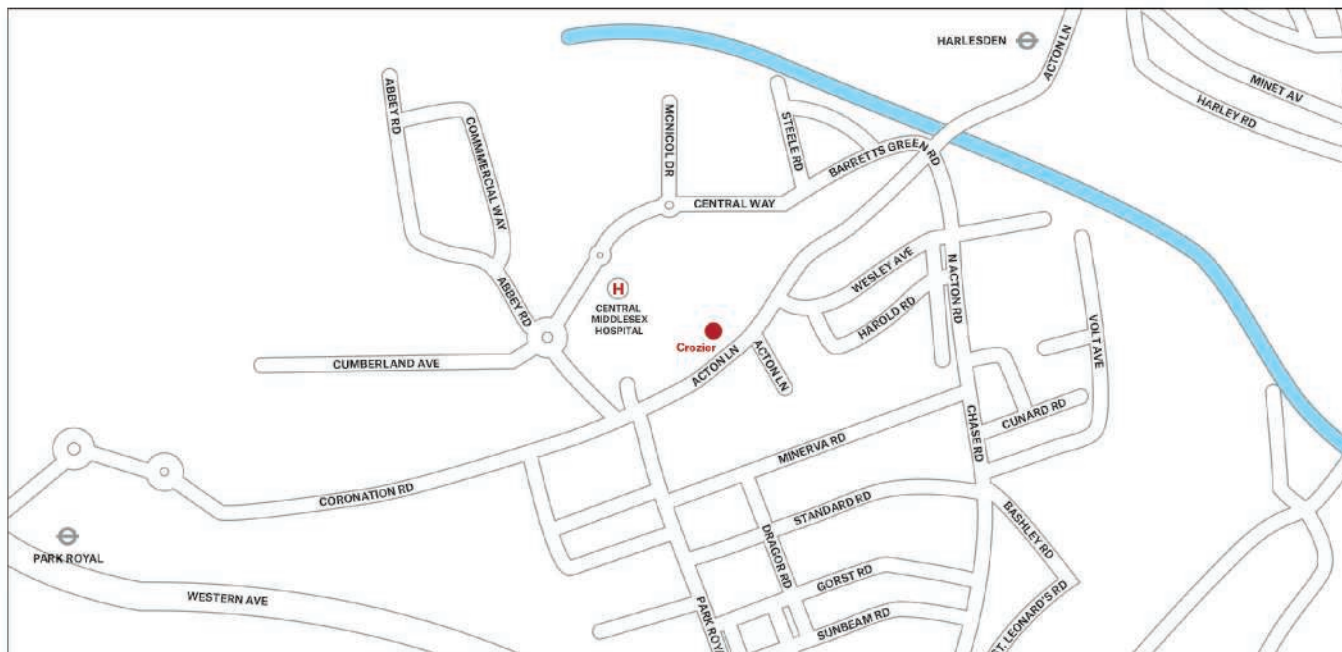 HARLESDEN
ACTON LN
MINET AV
HARLEY RD
ABBEY RD
COMMMERCIAL WAY
MCNICOL DR
STEELE RD
BARRETTS GREEN RD
CENTRAL WAY
ABBEY RD
H
CENTRAL
MIDDLESEX
HOSPITAL
Crozier
WESLEY AVE
N ACTON RD
HAROLD RD
VOLT AVE
CUMBERLAND AVE
ACTON LN
ACTON LN
CUNARD RD
CHASE RD
MINERVA RD
CORONATION RD
STANDARD RD
BASHLEY RD
PARK ROYAL
DRAGOR RD
GORST RD
WESTERN AVE
PARK ROYA
SUNBEAM RD
ST. LEONARD'S RD